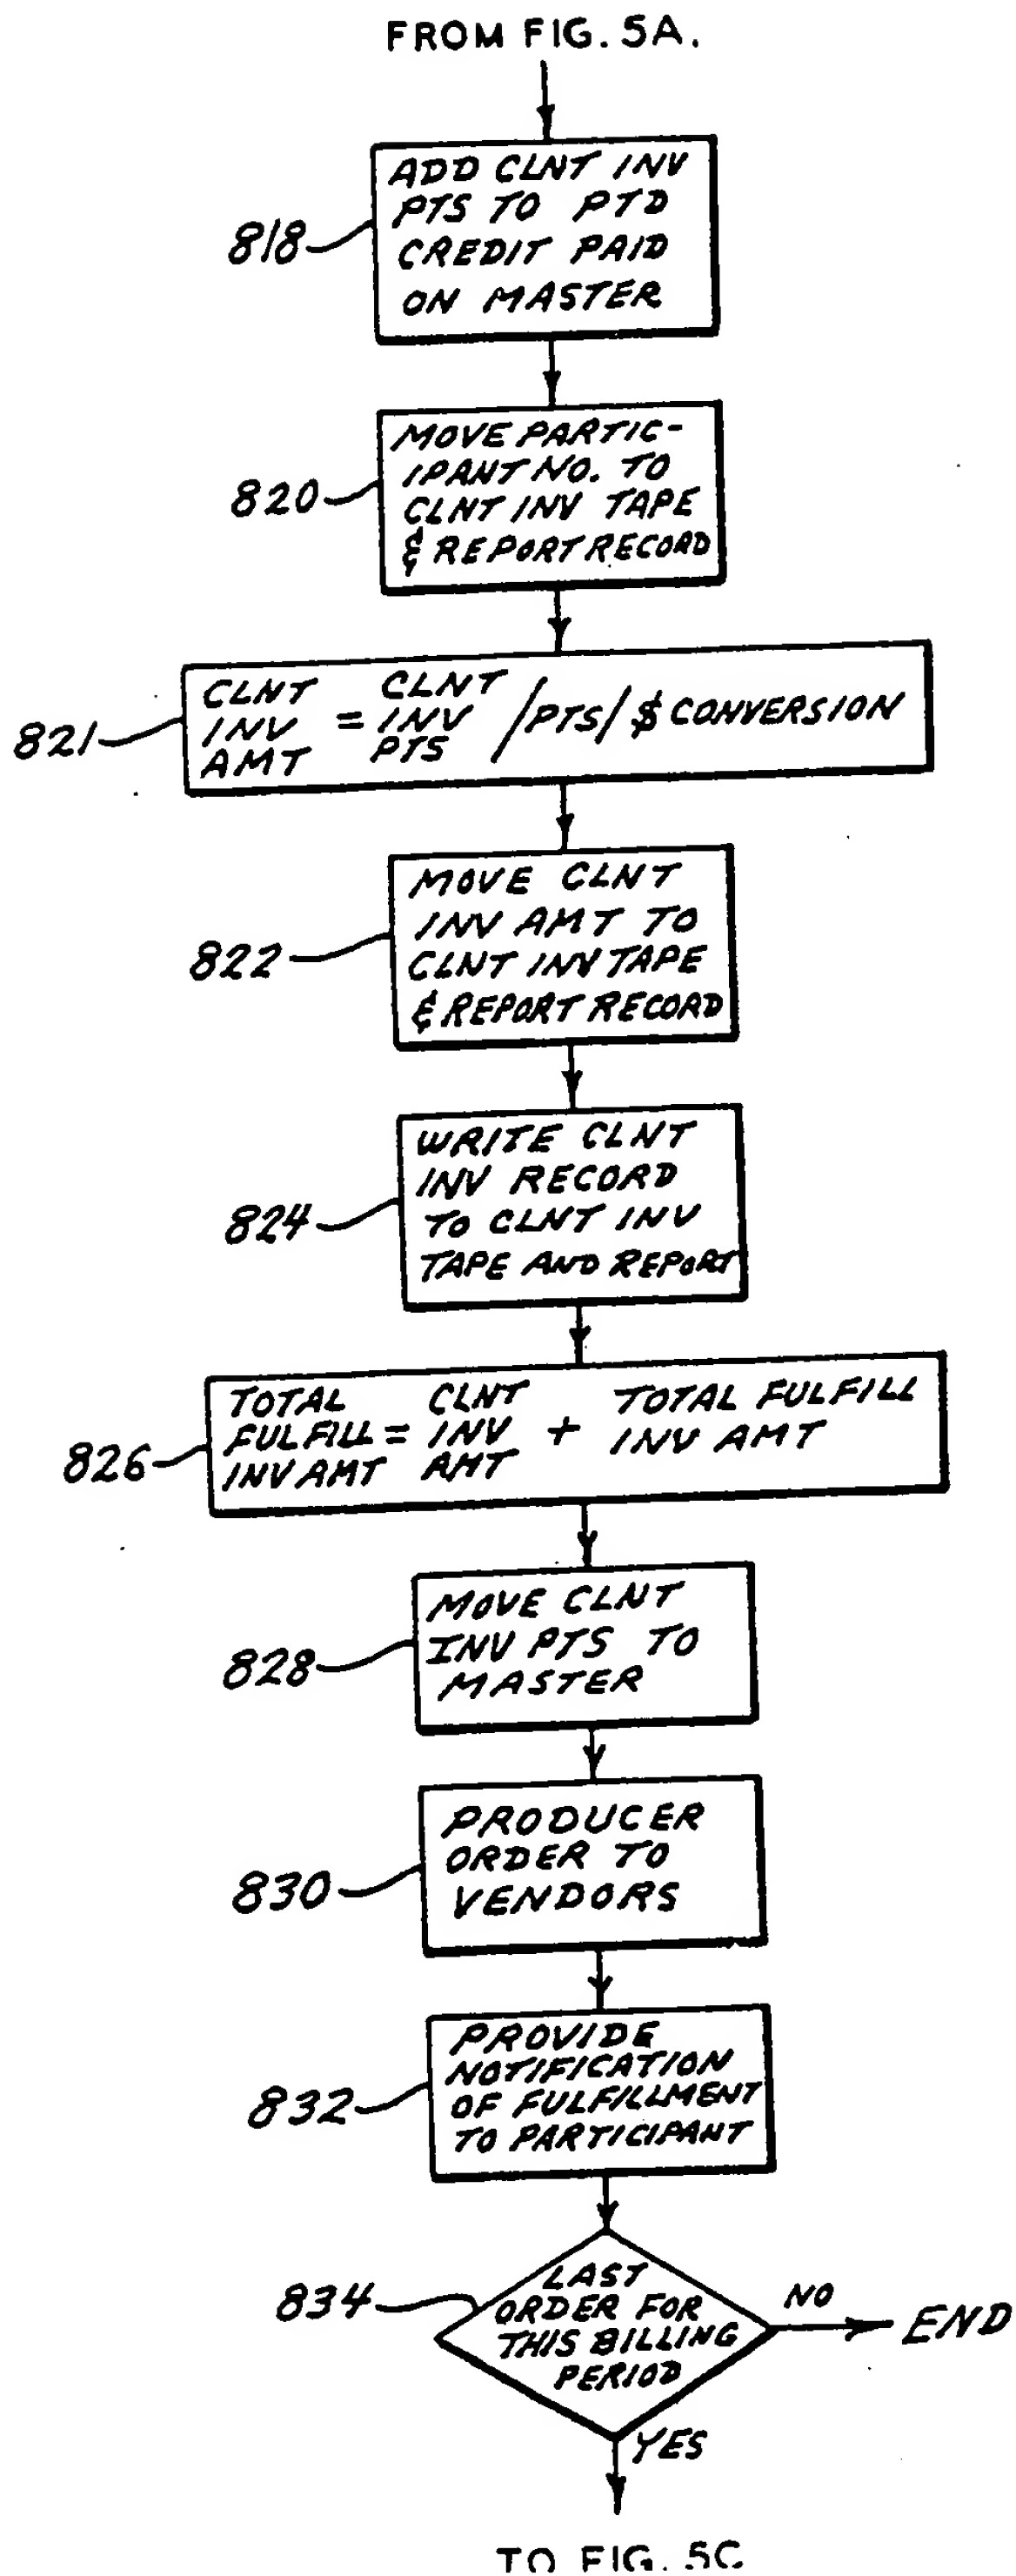 FROM FIG. 5A.
ADD CLNT INV
PTS TO PTD
CREDIT PAID
ON MASTER
818
MOVE PARTIC-
IPANT NO. TO
CLNT INV TAPE
& REPORT RECORD
820
CLNT INV AMT = CLNT INV PTS / PTS / $ CONVERSION
821
MOVE CLNT
INV AMT TO
CLNT INV TAPE
& REPORT RECORD
822
WRITE CLNT
INV RECORD
TO CLNT INV
TAPE AND REPORT
824
TOTAL FULFILL INV AMT = CLNT INV AMT + TOTAL FULFILL INV AMT
826
MOVE CLNT
INV PTS TO
MASTER
828
PRODUCER
ORDER TO
VENDORS
830
PROVIDE
NOTIFICATION
OF FULFILLMENT
TO PARTICIPANT
832
LAST
ORDER FOR
THIS BILLING
PERIOD
834
NO
END
YES
TO FIG. 5C